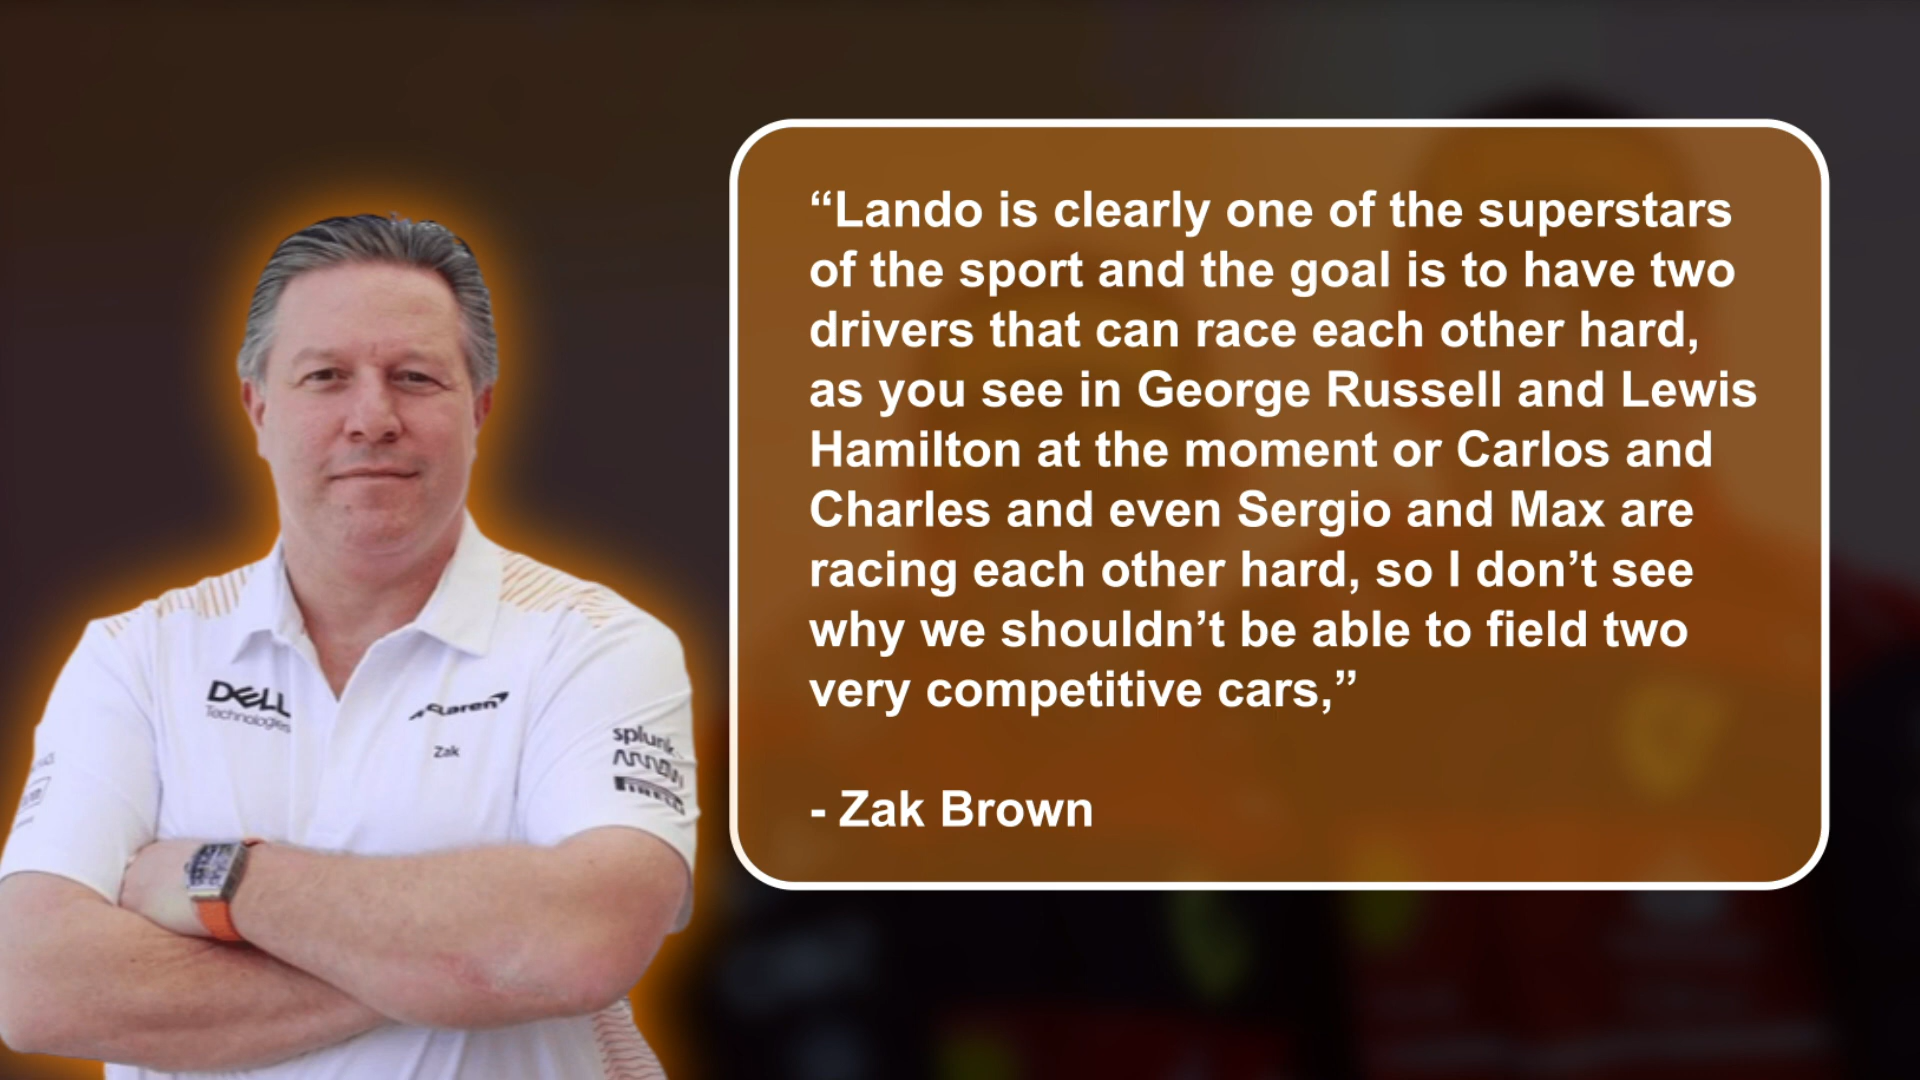 “Lando is clearly one of the superstars
of the sport and the goal is to have two
drivers that can race each other hard,
as you see in George Russell and Lewis
Hamilton at the moment or Carlos and
Charles and even Sergio and Max are
racing each other hard, so I don’t see
why we shouldn’t be able to field two
very competitive cars,”
- Zak Brown
DELL
Technologies
McLaren
Zak
splunk
ARROW
PIRELLI